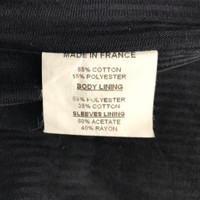 MADE IN FRANCE
85% COTTON
15% POLYESTER
BODY LINING
65% POLYESTER
35% COTTON
SLEEVES LINING
60% ACETATE
40% RAYON